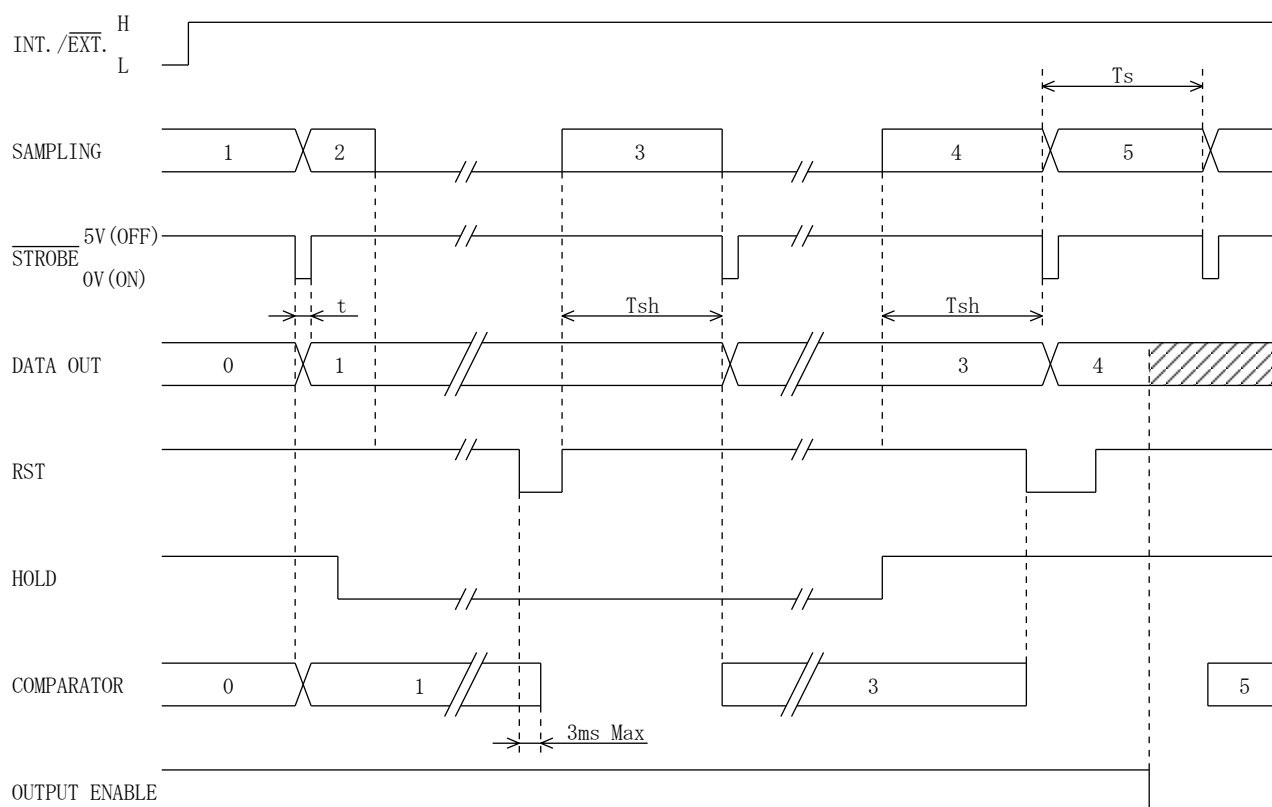 H
INT./EXT.
L
Ts
SAMPLING 1 2 3 4 5
5V(OFF)
STROBE
0V(ON)
t Tsh Tsh
DATA OUT 0 1 3 4
RST
HOLD
COMPARATOR 0 1 3 5
3ms Max
OUTPUT ENABLE